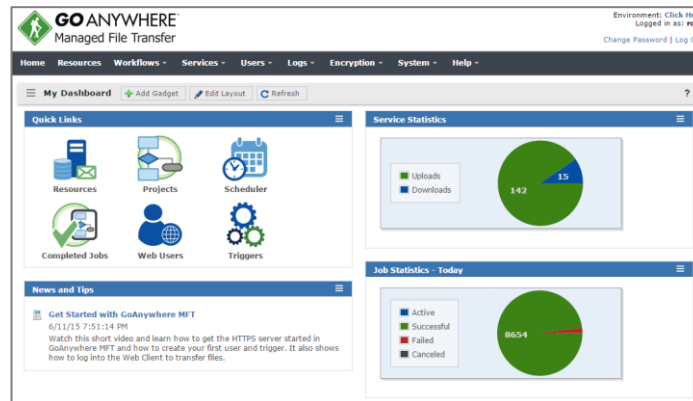 GO ANYWHERE
Managed File Transfer
Environment: Click
Logged in as:
Change Password | Log
Home Resources Workflows Services Users Logs Encryption System Help
My Dashboard Add Gadget Edit Layout Refresh ?
Quick Links
Resources Projects Scheduler
Completed Jobs Web Users Triggers
News and Tips
Get Started with GoAnywhere MFT
6/11/15 7:51:14 PM
Watch this short video and learn how to get the HTTPS server started in
GoAnywhere MFT and how to create your first user and trigger. It also shows
how to log into the Web Client to transfer files.
Service Statistics
Uploads
Downloads
15
142
Job Statistics - Today
Active
Successful
Failed
Canceled
8654